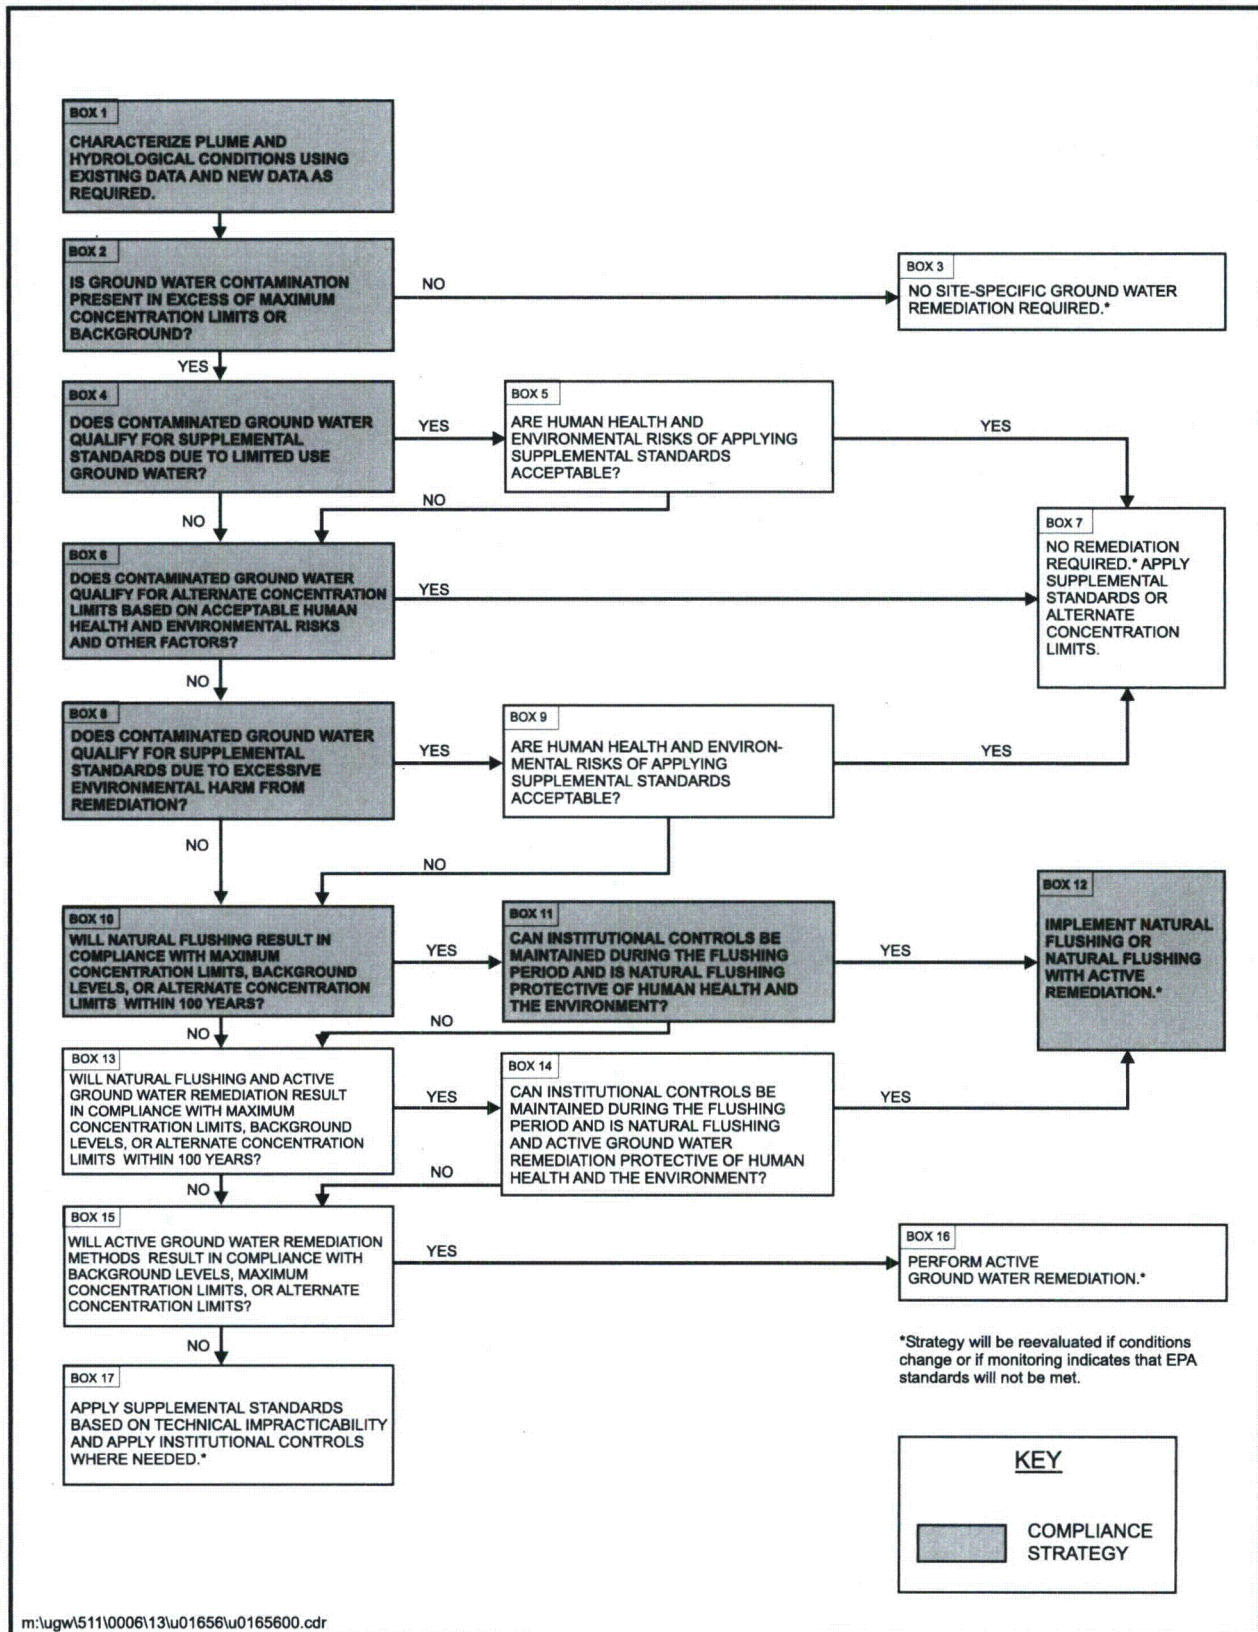 BOX 1
CHARACTERIZE PLUME AND
HYDROLOGICAL CONDITIONS USING
EXISTING DATA AND NEW DATA AS
REQUIRED.
BOX 2
IS GROUND WATER CONTAMINATION
PRESENT IN EXCESS OF MAXIMUM
CONCENTRATION LIMITS OR
BACKGROUND?
NO
BOX 3
NO SITE-SPECIFIC GROUND WATER
REMEDIATION REQUIRED.*
YES
BOX 4
DOES CONTAMINATED GROUND WATER
QUALIFY FOR SUPPLEMENTAL
STANDARDS DUE TO LIMITED USE
GROUND WATER?
YES
BOX 5
ARE HUMAN HEALTH AND
ENVIRONMENTAL RISKS OF APPLYING
SUPPLEMENTAL STANDARDS
ACCEPTABLE?
YES
NO
NO
BOX 6
DOES CONTAMINATED GROUND WATER
QUALIFY FOR ALTERNATE CONCENTRATION
LIMITS BASED ON ACCEPTABLE HUMAN
HEALTH AND ENVIRONMENTAL RISKS
AND OTHER FACTORS?
YES
BOX 7
NO REMEDIATION
REQUIRED.* APPLY
SUPPLEMENTAL
STANDARDS OR
ALTERNATE
CONCENTRATION
LIMITS.
NO
BOX 8
DOES CONTAMINATED GROUND WATER
QUALIFY FOR SUPPLEMENTAL
STANDARDS DUE TO EXCESSIVE
ENVIRONMENTAL HARM FROM
REMEDIATION?
YES
BOX 9
ARE HUMAN HEALTH AND ENVIRON-
MENTAL RISKS OF APPLYING
SUPPLEMENTAL STANDARDS
ACCEPTABLE?
YES
NO
NO
BOX 10
WILL NATURAL FLUSHING RESULT IN
COMPLIANCE WITH MAXIMUM
CONCENTRATION LIMITS, BACKGROUND
LEVELS, OR ALTERNATE CONCENTRATION
LIMITS WITHIN 100 YEARS?
YES
BOX 11
CAN INSTITUTIONAL CONTROLS BE
MAINTAINED DURING THE FLUSHING
PERIOD AND IS NATURAL FLUSHING
PROTECTIVE OF HUMAN HEALTH AND
THE ENVIRONMENT?
YES
BOX 12
IMPLEMENT NATURAL
FLUSHING OR
NATURAL FLUSHING
WITH ACTIVE
REMEDIATION.*
NO
NO
BOX 13
WILL NATURAL FLUSHING AND ACTIVE
GROUND WATER REMEDIATION RESULT
IN COMPLIANCE WITH MAXIMUM
CONCENTRATION LIMITS, BACKGROUND
LEVELS, OR ALTERNATE CONCENTRATION
LIMITS WITHIN 100 YEARS?
YES
BOX 14
CAN INSTITUTIONAL CONTROLS BE
MAINTAINED DURING THE FLUSHING
PERIOD AND IS NATURAL FLUSHING
AND ACTIVE GROUND WATER
REMEDIATION PROTECTIVE OF HUMAN
HEALTH AND THE ENVIRONMENT?
YES
NO
NO
BOX 15
WILL ACTIVE GROUND WATER REMEDIATION
METHODS RESULT IN COMPLIANCE WITH
BACKGROUND LEVELS, MAXIMUM
CONCENTRATION LIMITS, OR ALTERNATE
CONCENTRATION LIMITS?
YES
BOX 16
PERFORM ACTIVE
GROUND WATER REMEDIATION.*
NO
BOX 17
APPLY SUPPLEMENTAL STANDARDS
BASED ON TECHNICAL IMPRACTICABILITY
AND APPLY INSTITUTIONAL CONTROLS
WHERE NEEDED.*
*Strategy will be reevaluated if conditions
change or if monitoring indicates that EPA
standards will not be met.
KEY
COMPLIANCE
STRATEGY
m:\ugw\511\0006\13\u01656\u0165600.cdr